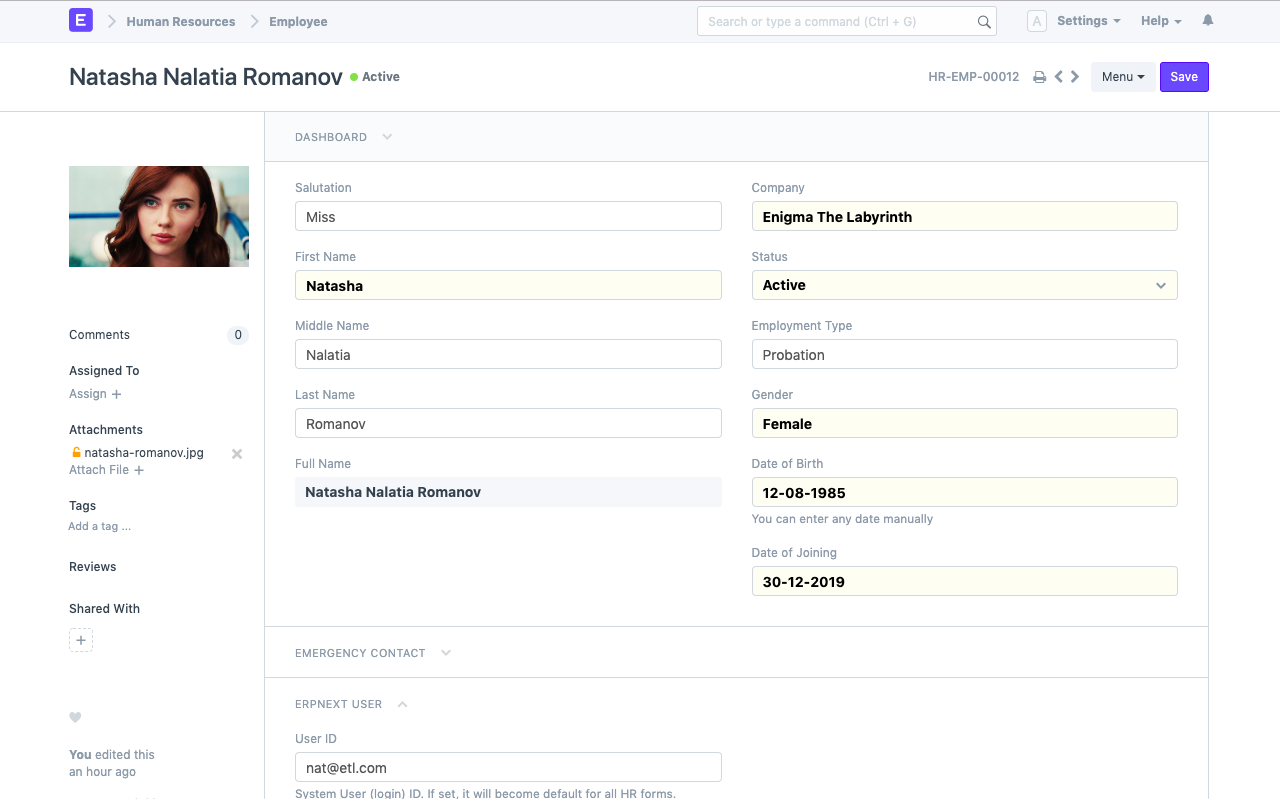 E Human Resources Employee Search or type a command (Ctrl + G) A Settings Help
Natasha Nalatia Romanov Active HR-EMP-00012 Menu Save
DASHBOARD
Salutation
Miss
First Name
Natasha
Middle Name
Nalatia
Last Name
Romanov
Full Name
Natasha Nalatia Romanov
Company
Enigma The Labyrinth
Status
Active
Employment Type
Probation
Gender
Female
Date of Birth
12-08-1985
You can enter any date manually
Date of Joining
30-12-2019
Comments 0
Assigned To
Assign +
Attachments
natasha-romanov.jpg
Attach File +
Tags
Add a tag ...
Reviews
Shared With
+
You edited this
an hour ago
EMERGENCY CONTACT
ERPNEXT USER
User ID
nat@etl.com
System User (login) ID. If set, it will become default for all HR forms.